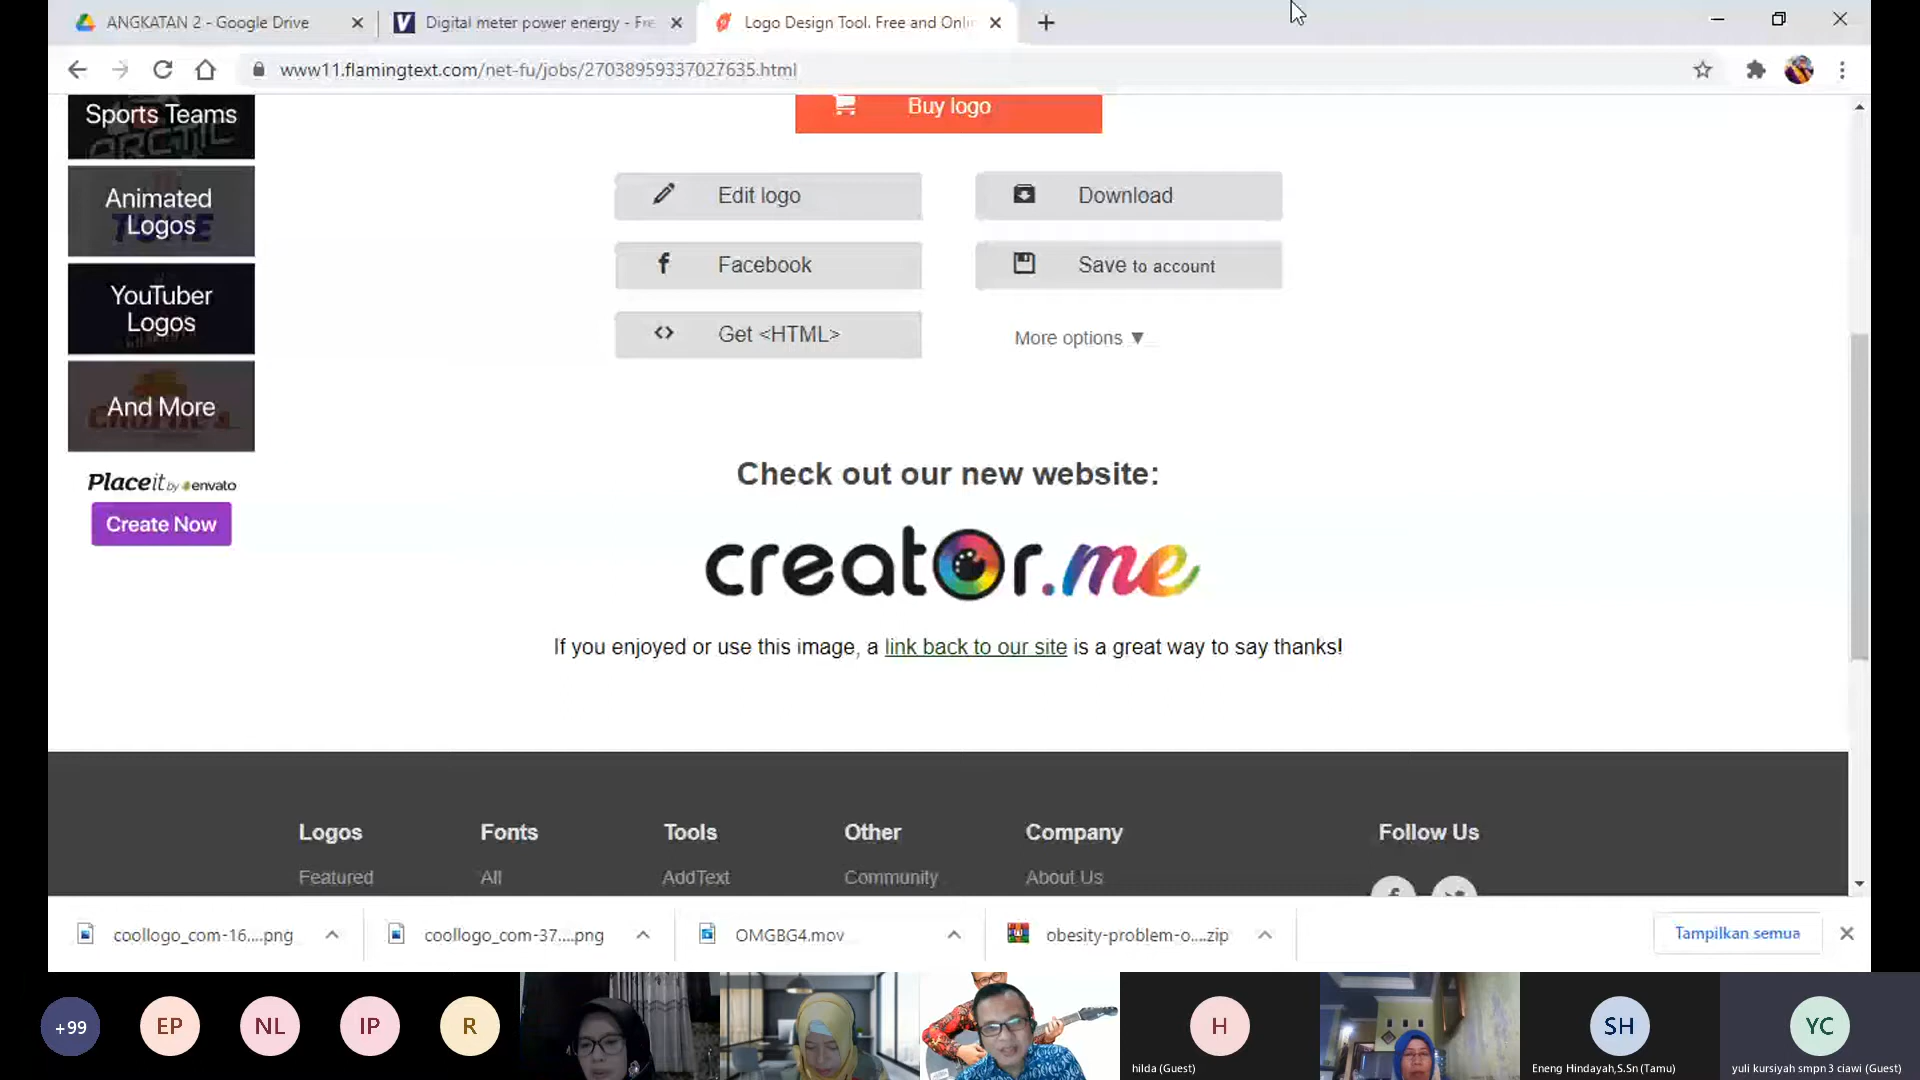 ANGKATAN 2 - Google Drive
Digital meter power energy - Fre
Logo Design Tool. Free and Onli
www11.flamingtext.com/net-fu/jobs/27038959337027635.html
Sports Teams
ARCTIC
Animated
Logos
TUNE
YouTuber
Logos
And More
Placeit by envato
Create Now
Buy logo
Edit logo
Download
Facebook
Save to account
Get <HTML>
More options ▼
Check out our new website:
creator.me
If you enjoyed or use this image, a link back to our site is a great way to say thanks!
Logos
Fonts
Tools
Other
Company
Follow Us
Featured
All
AddText
Community
About Us
coollogo_com-16....png
coollogo_com-37....png
OMGBG4.mov
obesity-problem-o....zip
Tampilkan semua
+99
EP
NL
IP
R
H
SH
YC
hilda (Guest)
Eneng Hindayah,S.Sn (Tamu)
yuli kursiyah smpn 3 ciawi (Guest)